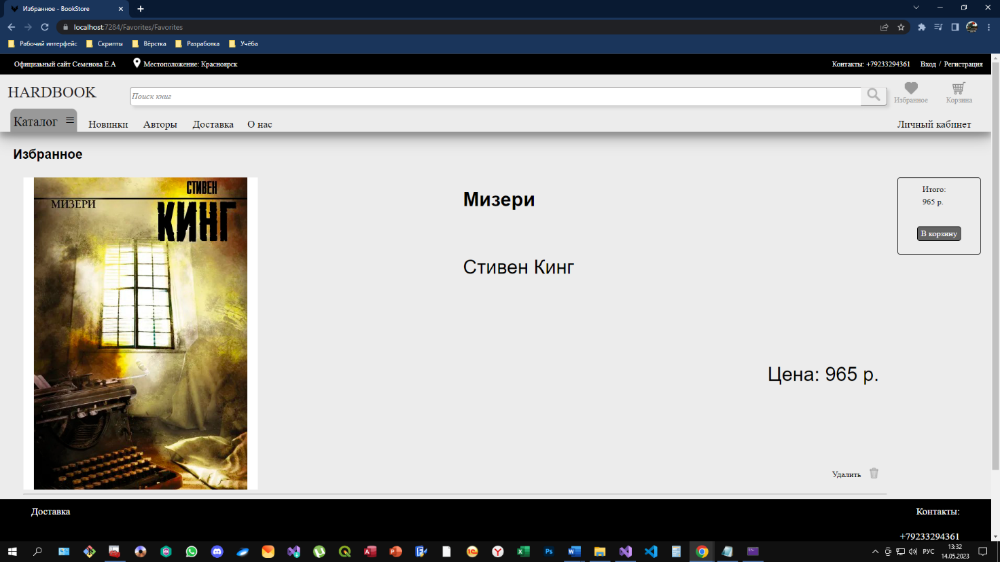 Избранное - BookStore
localhost:7284/Favorites/Favorites
Рабочий интерфейс Скрипты Вёрстка Разработка Учёба
Официаьный сайт Семенова Е.А Местоположение: Красноярск Контакты: +79233294361 Вход / Регистрация
HARDBOOK Поиск книг Избранное Корзина
Каталог Новинки Авторы Доставка О нас Личный кабинет
Избранное
СТИВЕН
МИЗЕРИ
КИНГ
Мизери
Стивен Кинг
Цена: 965 р.
Удалить
Итого:
965 р.
В корзину
Доставка Контакты:
+79233294361
РУС 13:32
14.05.2023